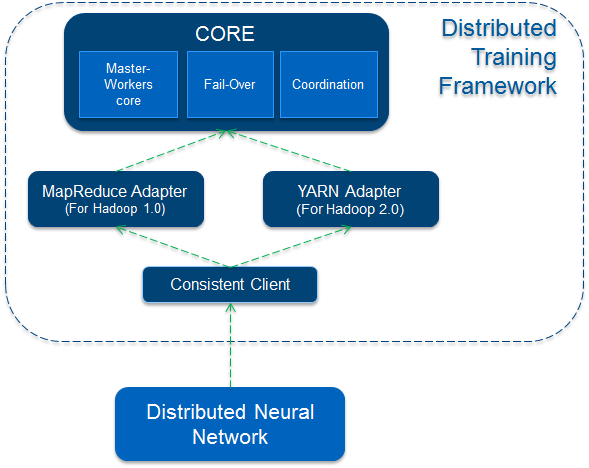 CORE
Distributed
Training
Framework
Master-
Workers
core
Fail-Over
Coordination
MapReduce Adapter
(For Hadoop 1.0)
YARN Adapter
(For Hadoop 2.0)
Consistent Client
Distributed Neural
Network